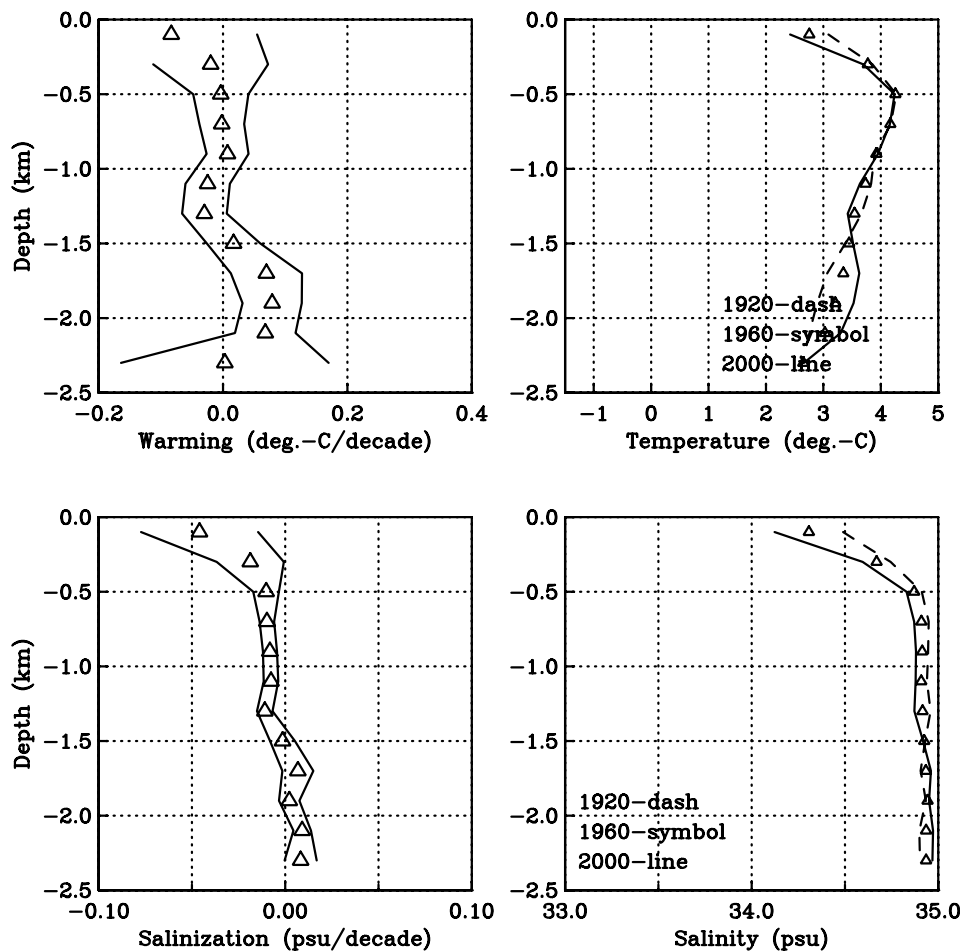 0.0
-0.5
-1.0
-1.5
-2.0
-2.5
Depth (km)
-0.2 0.0 0.2 0.4
Warming (deg.-C/decade)
0.0
-0.5
-1.0
-1.5
-2.0
-2.5
1920-dash
1960-symbol
2000-line
-1 0 1 2 3 4 5
Temperature (deg.-C)
0.0
-0.5
-1.0
-1.5
-2.0
-2.5
Depth (km)
-0.10 0.00 0.10
Salinization (psu/decade)
0.0
-0.5
-1.0
-1.5
-2.0
-2.5
1920-dash
1960-symbol
2000-line
33.0 34.0 35.0
Salinity (psu)